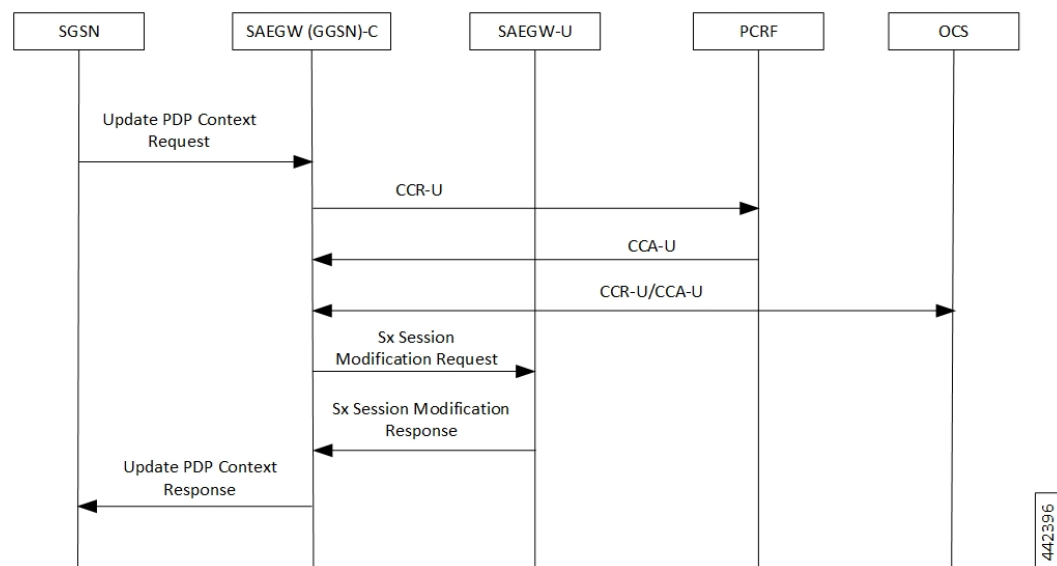 SGSN
SAEGW (GGSN)-C
SAEGW-U
PCRF
OCS
Update PDP Context
Request
CCR-U
CCA-U
CCR-U/CCA-U
Sx Session
Modification Request
Sx Session Modification
Response
Update PDP Context
Response
442396